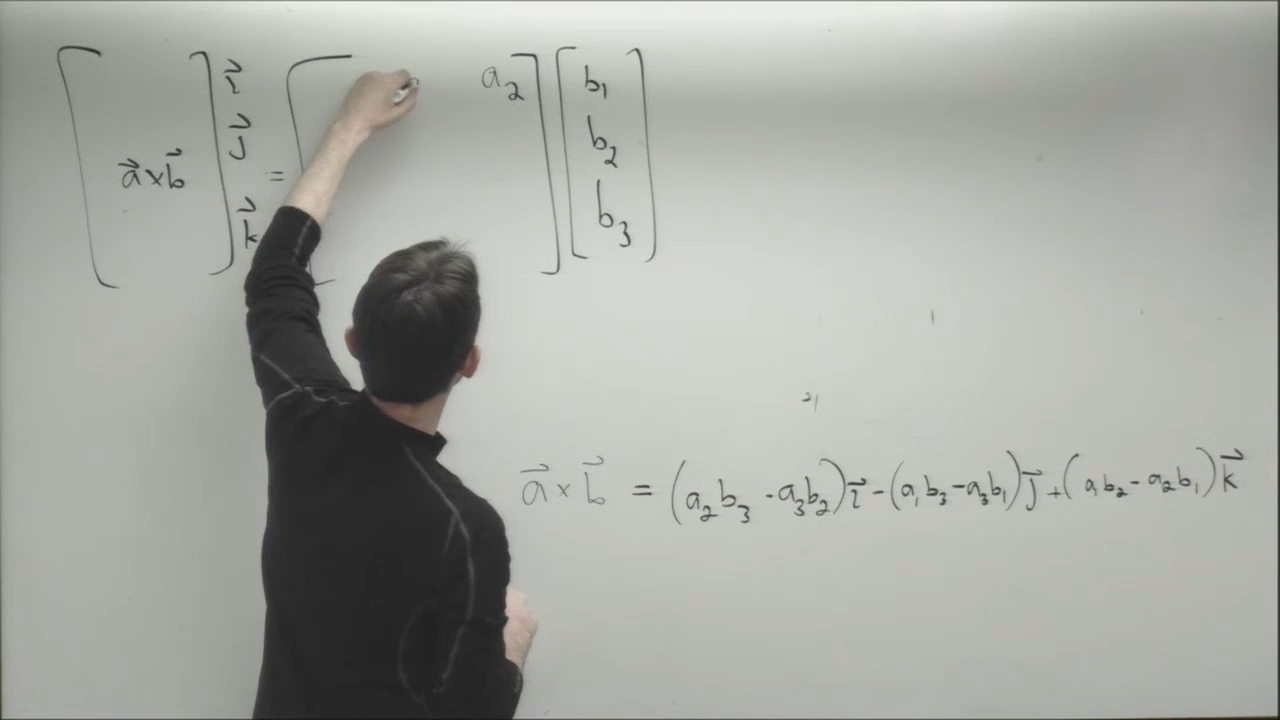 a⃗×b⃗ i⃗ j⃗ k⃗ = a₂ b₁ b₂ b₃
a⃗ × b⃗ = (a₂b₃ - a₃b₂)i⃗ - (a₁b₃ - a₃b₁)j⃗ + (a₁b₂ - a₂b₁)k⃗